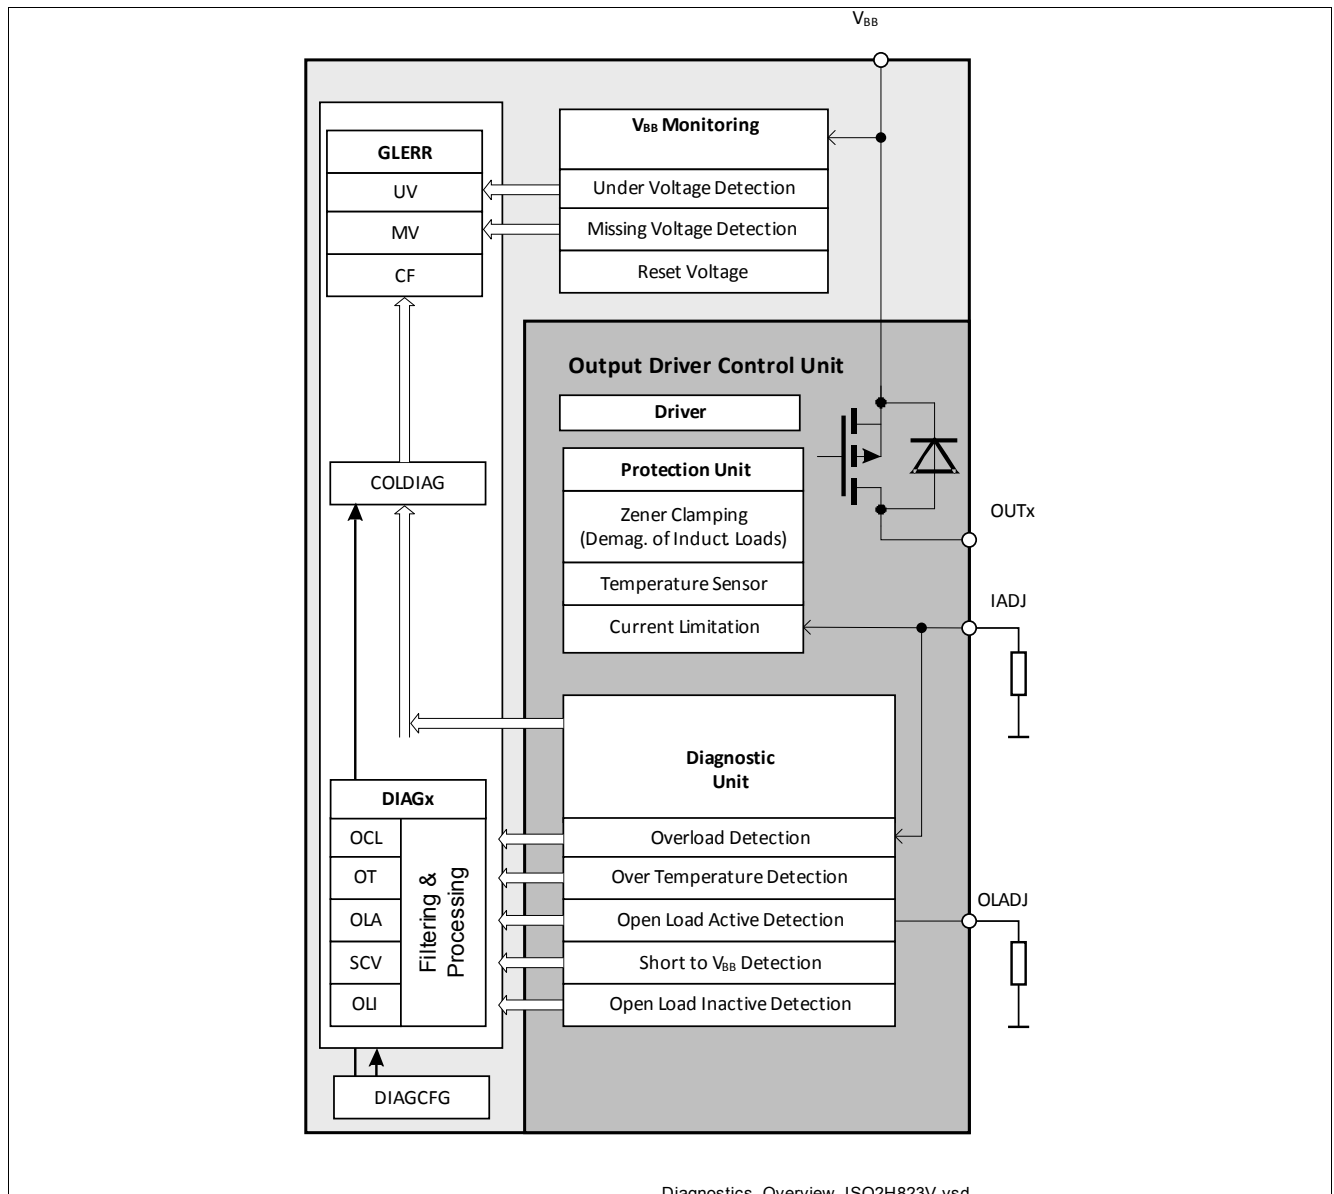 VBB
VBB Monitoring
GLERR
UV
Under Voltage Detection
MV
Missing Voltage Detection
CF
Reset Voltage
Output Driver Control Unit
Driver
Protection Unit
COLDIAG
Zener Clamping
(Demag. of Induct. Loads)
OUTx
Temperature Sensor
IADJ
Current Limitation
Diagnostic
Unit
DIAGx
OCL
Overload Detection
OT
Over Temperature Detection
OLA
Open Load Active Detection
OLADJ
SCV
Short to VBB Detection
OLI
Open Load Inactive Detection
Filtering &
Processing
DIAGCFG
Diagnostics_Overview_ISO2H823V.vsd